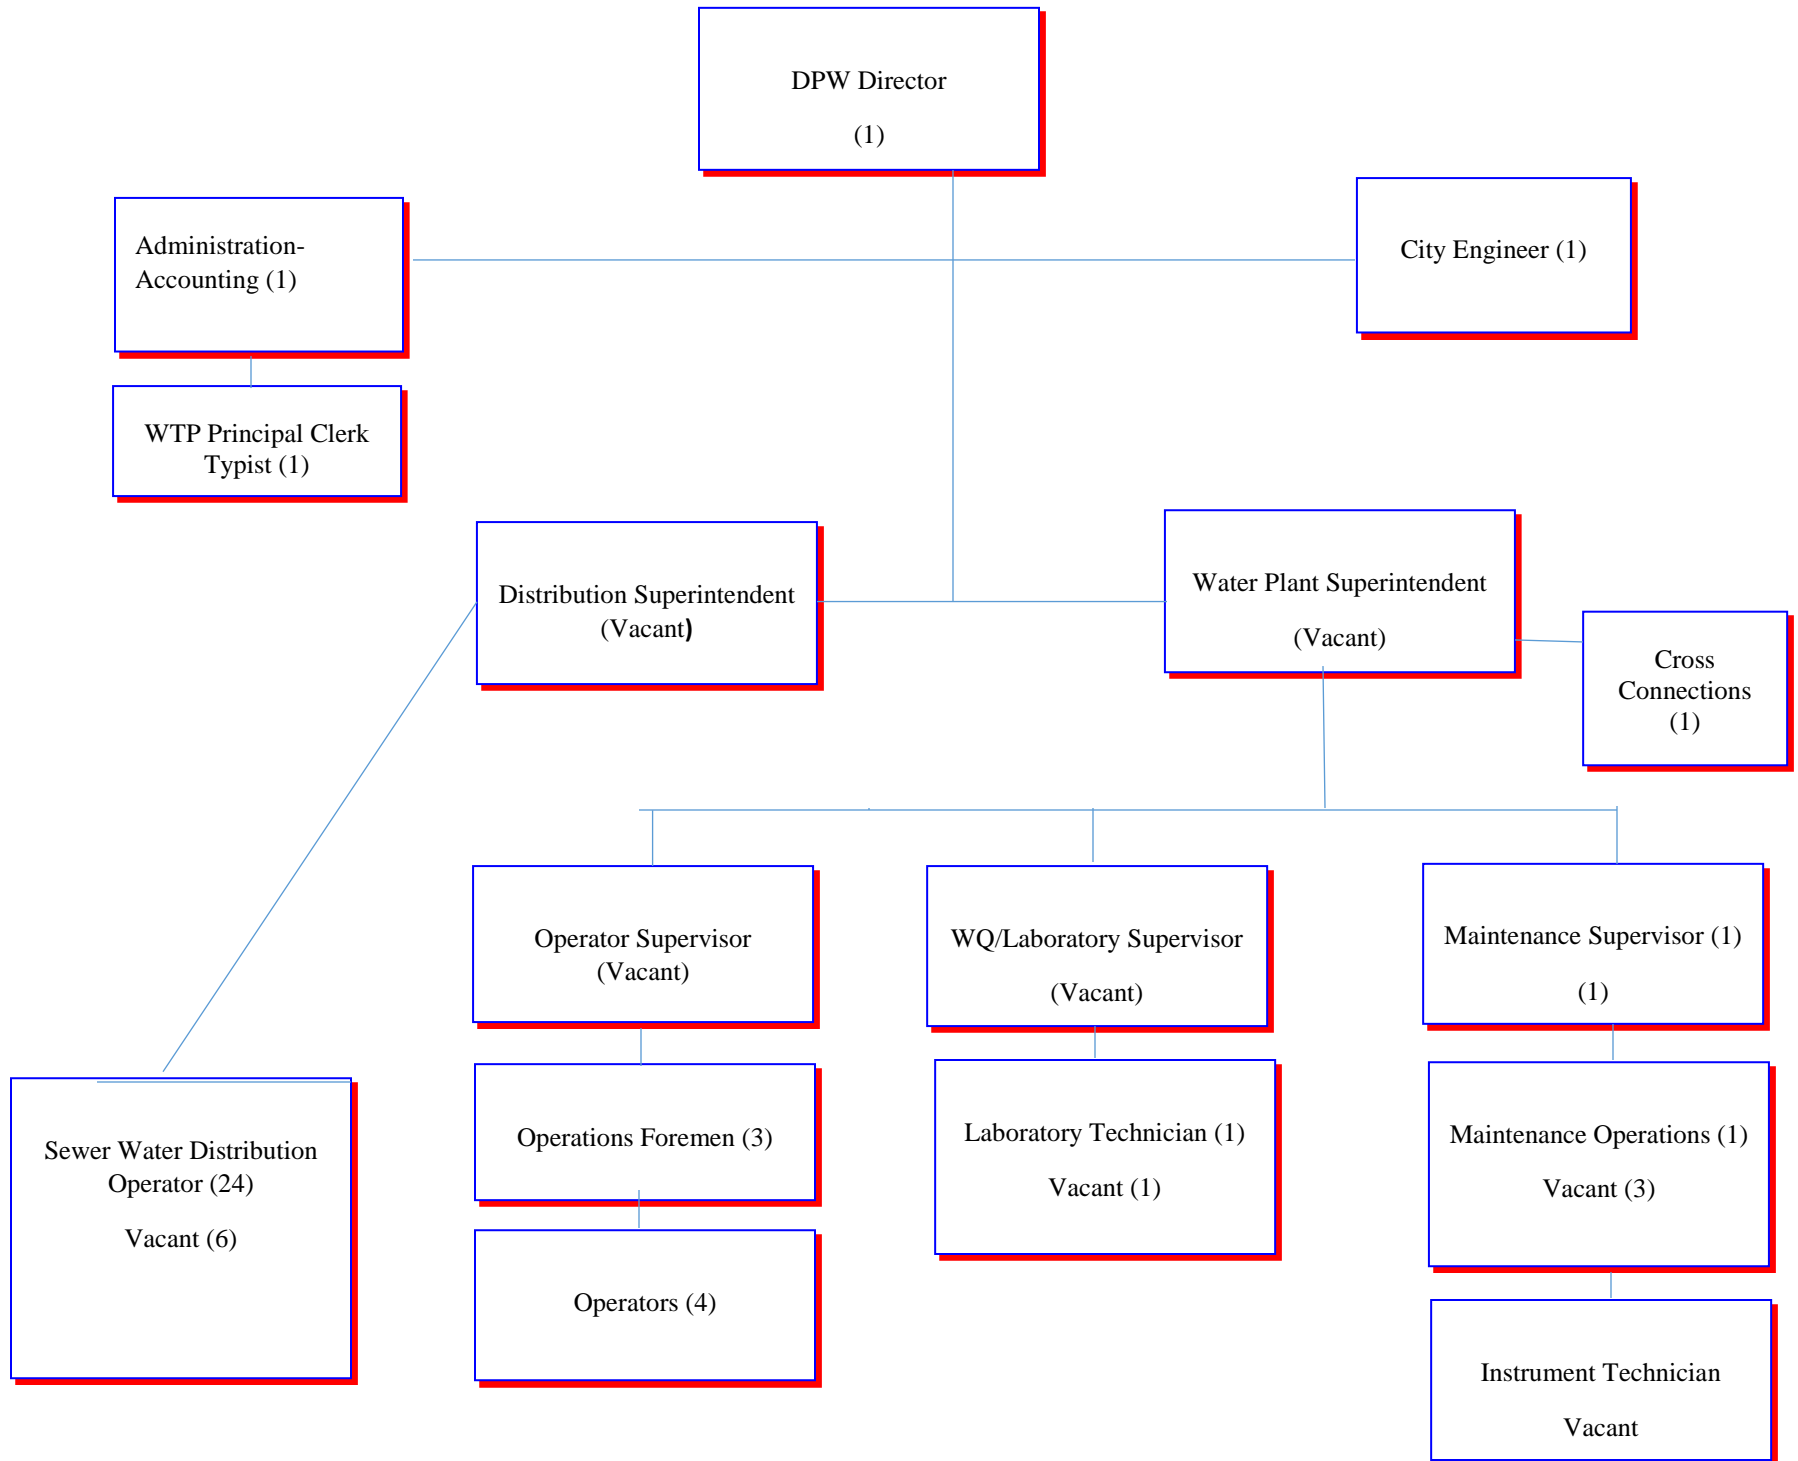 DPW Director
(1)
Administration-
Accounting (1)
City Engineer (1)
WTP Principal Clerk
Typist (1)
Distribution Superintendent
(Vacant)
Water Plant Superintendent
(Vacant)
Cross
Connections
(1)
Operator Supervisor
(Vacant)
WQ/Laboratory Supervisor
(Vacant)
Maintenance Supervisor (1)
(1)
Sewer Water Distribution
Operator (24)
Vacant (6)
Operations Foremen (3)
Laboratory Technician (1)
Vacant (1)
Maintenance Operations (1)
Vacant (3)
Operators (4)
Instrument Technician
Vacant